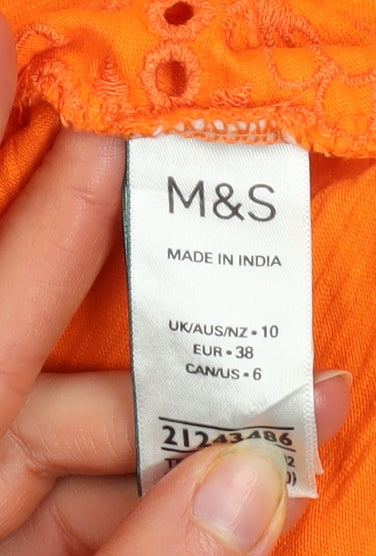 M&S
MADE IN INDIA
UK/AUS/NZ • 10
EUR • 38
CAN/US • 6
21243486